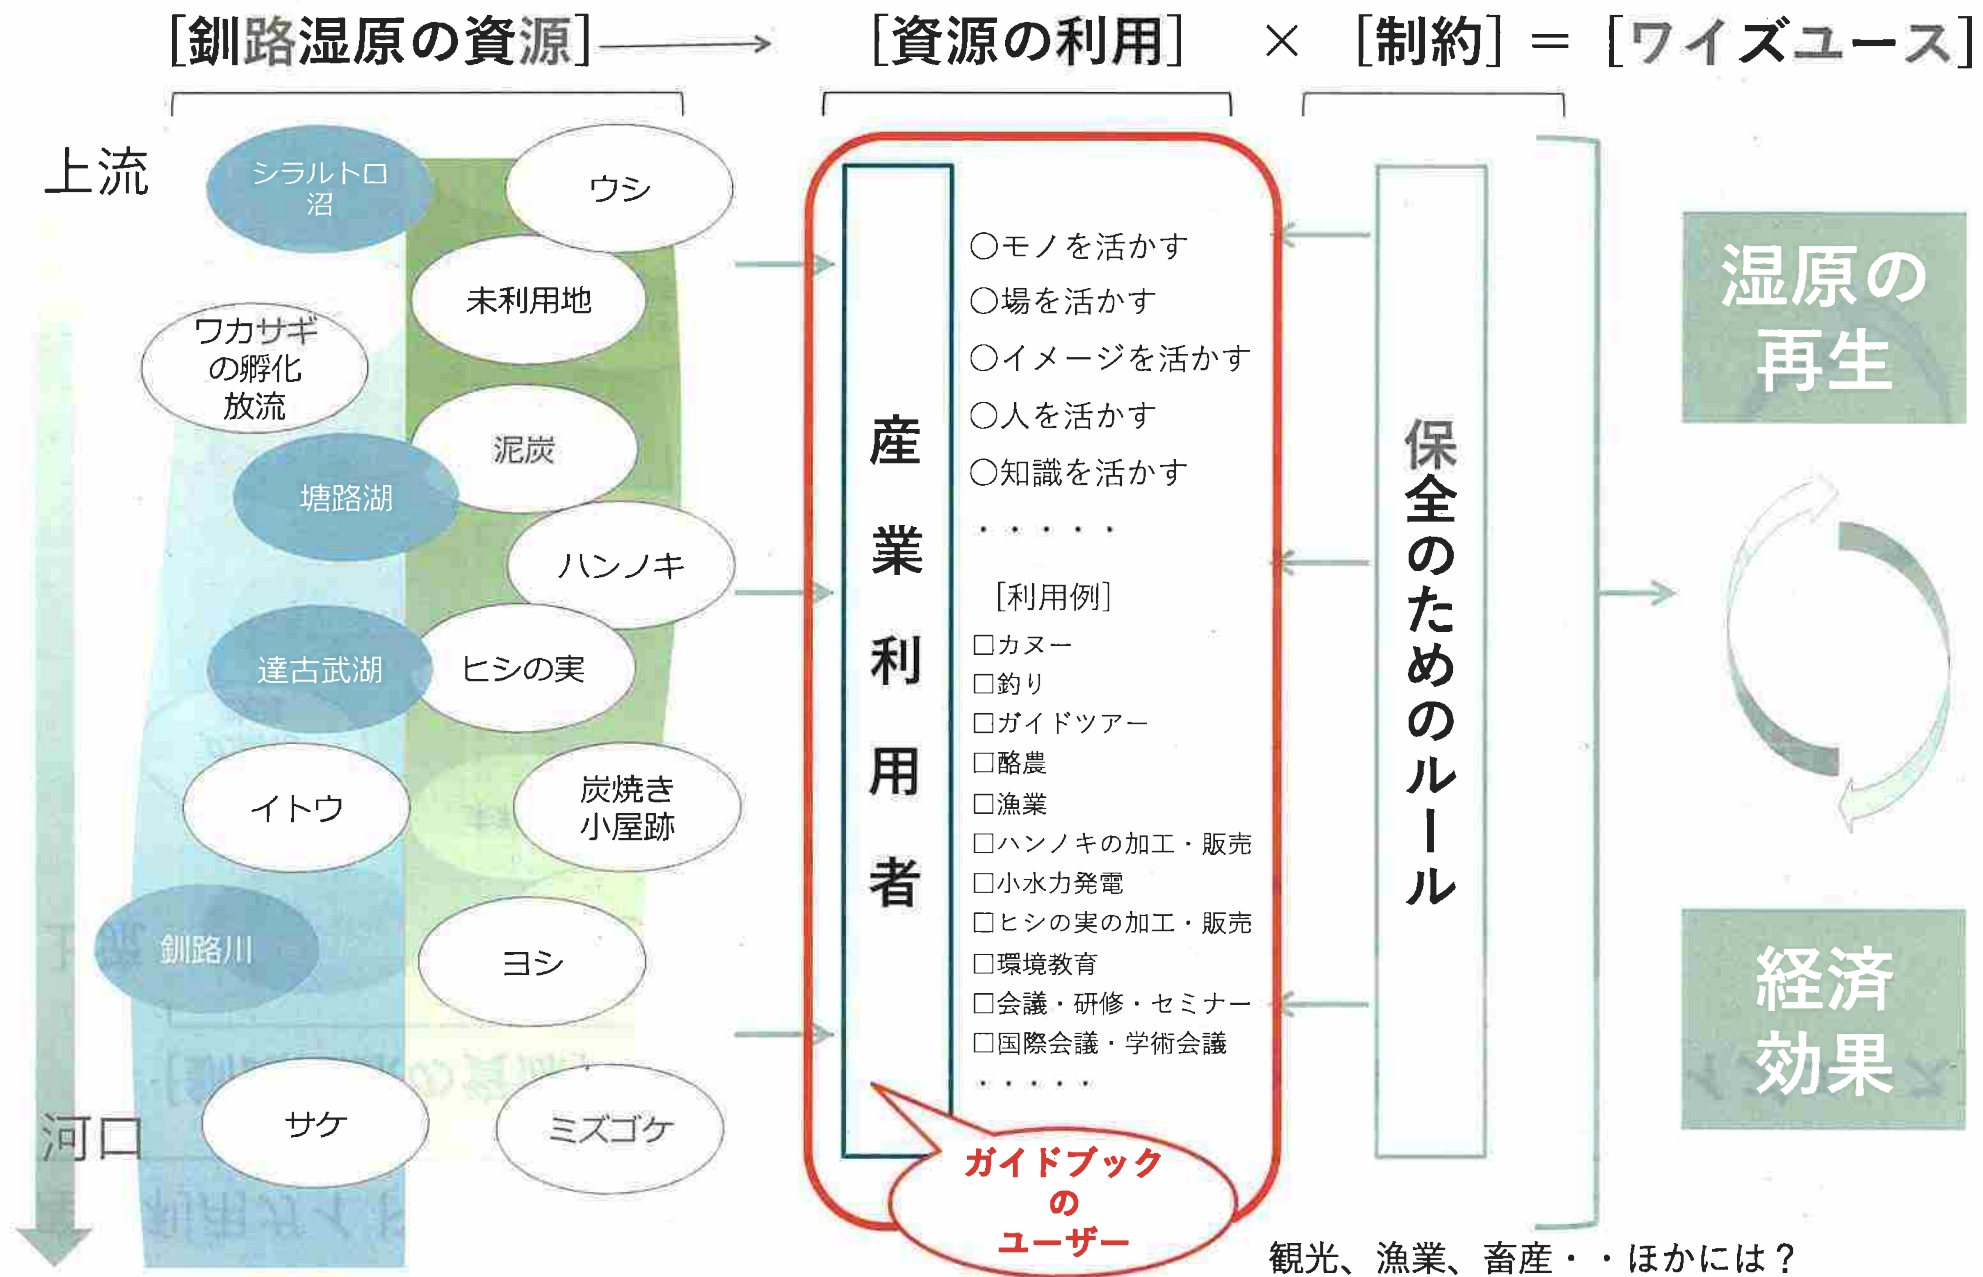 [釧路湿原の資源] → [資源の利用] × [制約] = [ワイズユース]
上流
シラルトロ
沼
ウシ
未利用地
ワカサギ
の孵化
放流
泥炭
塘路湖
ハンノキ
達古武湖
ヒシの実
イトウ
炭焼き
小屋跡
釧路川
ヨシ
サケ
ミズゴケ
河口
産業利用者
○モノを活かす
○場を活かす
○イメージを活かす
○人を活かす
○知識を活かす
・・・・・
[利用例]
□カヌー
□釣り
□ガイドツアー
□酪農
□漁業
□ハンノキの加工・販売
□小水力発電
□ヒシの実の加工・販売
□環境教育
□会議・研修・セミナー
□国際会議・学術会議
・・・・・
ガイドブック
の
ユーザー
保全のためのルール
湿原の
再生
経済
効果
観光、漁業、畜産・・ほかには？